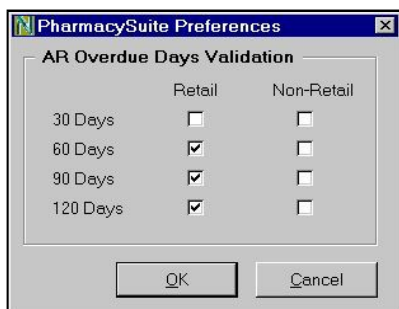 PharmacySuite Preferences
AR Overdue Days Validation
Retail Non-Retail
30 Days
60 Days
90 Days
120 Days
OK Cancel